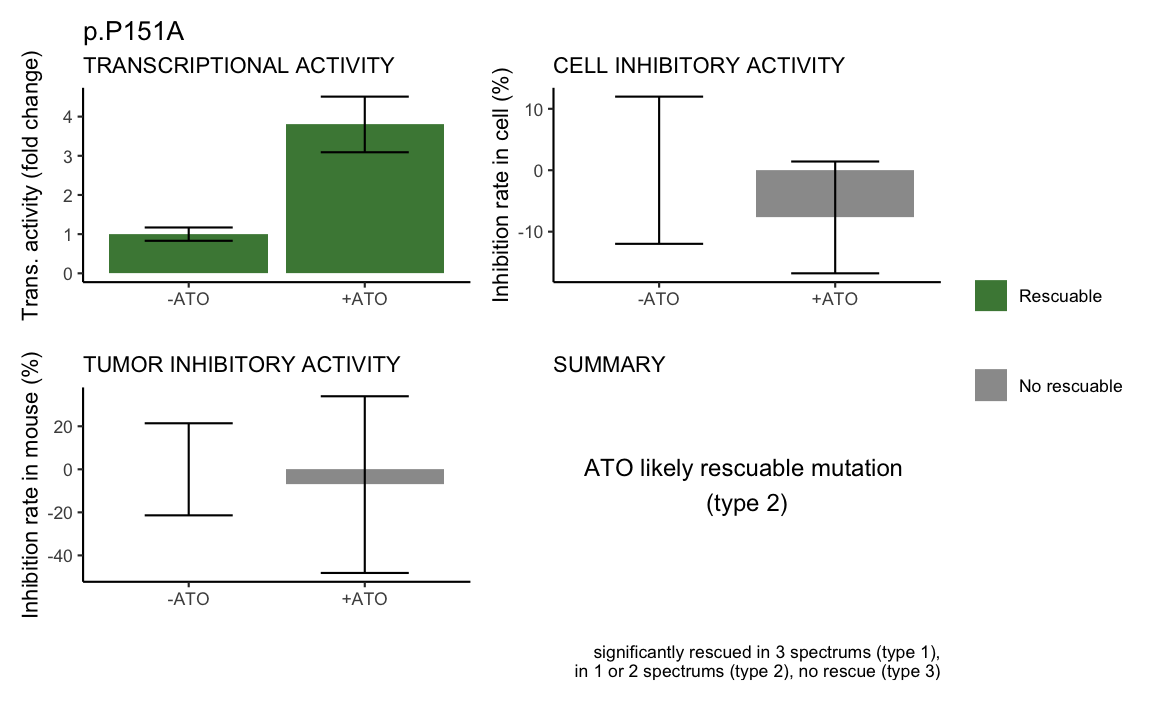 p.P151A
TRANSCRIPTIONAL ACTIVITY
Trans. activity (fold change)
4
3
2
1
0
-ATO
+ATO
CELL INHIBITORY ACTIVITY
Inhibition rate in cell (%)
10
0
-10
-ATO
+ATO
Rescuable
No rescuable
TUMOR INHIBITORY ACTIVITY
Inhibition rate in mouse (%)
20
0
-20
-40
-ATO
+ATO
SUMMARY
ATO likely rescuable mutation
(type 2)
significantly rescued in 3 spectrums (type 1),
in 1 or 2 spectrums (type 2), no rescue (type 3)